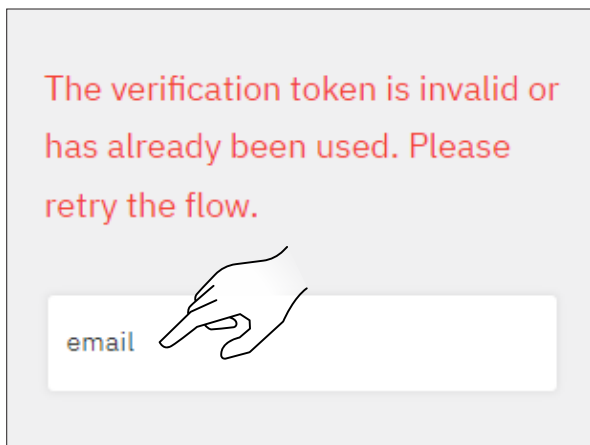 The verification token is invalid or
has already been used. Please
retry the flow.
email